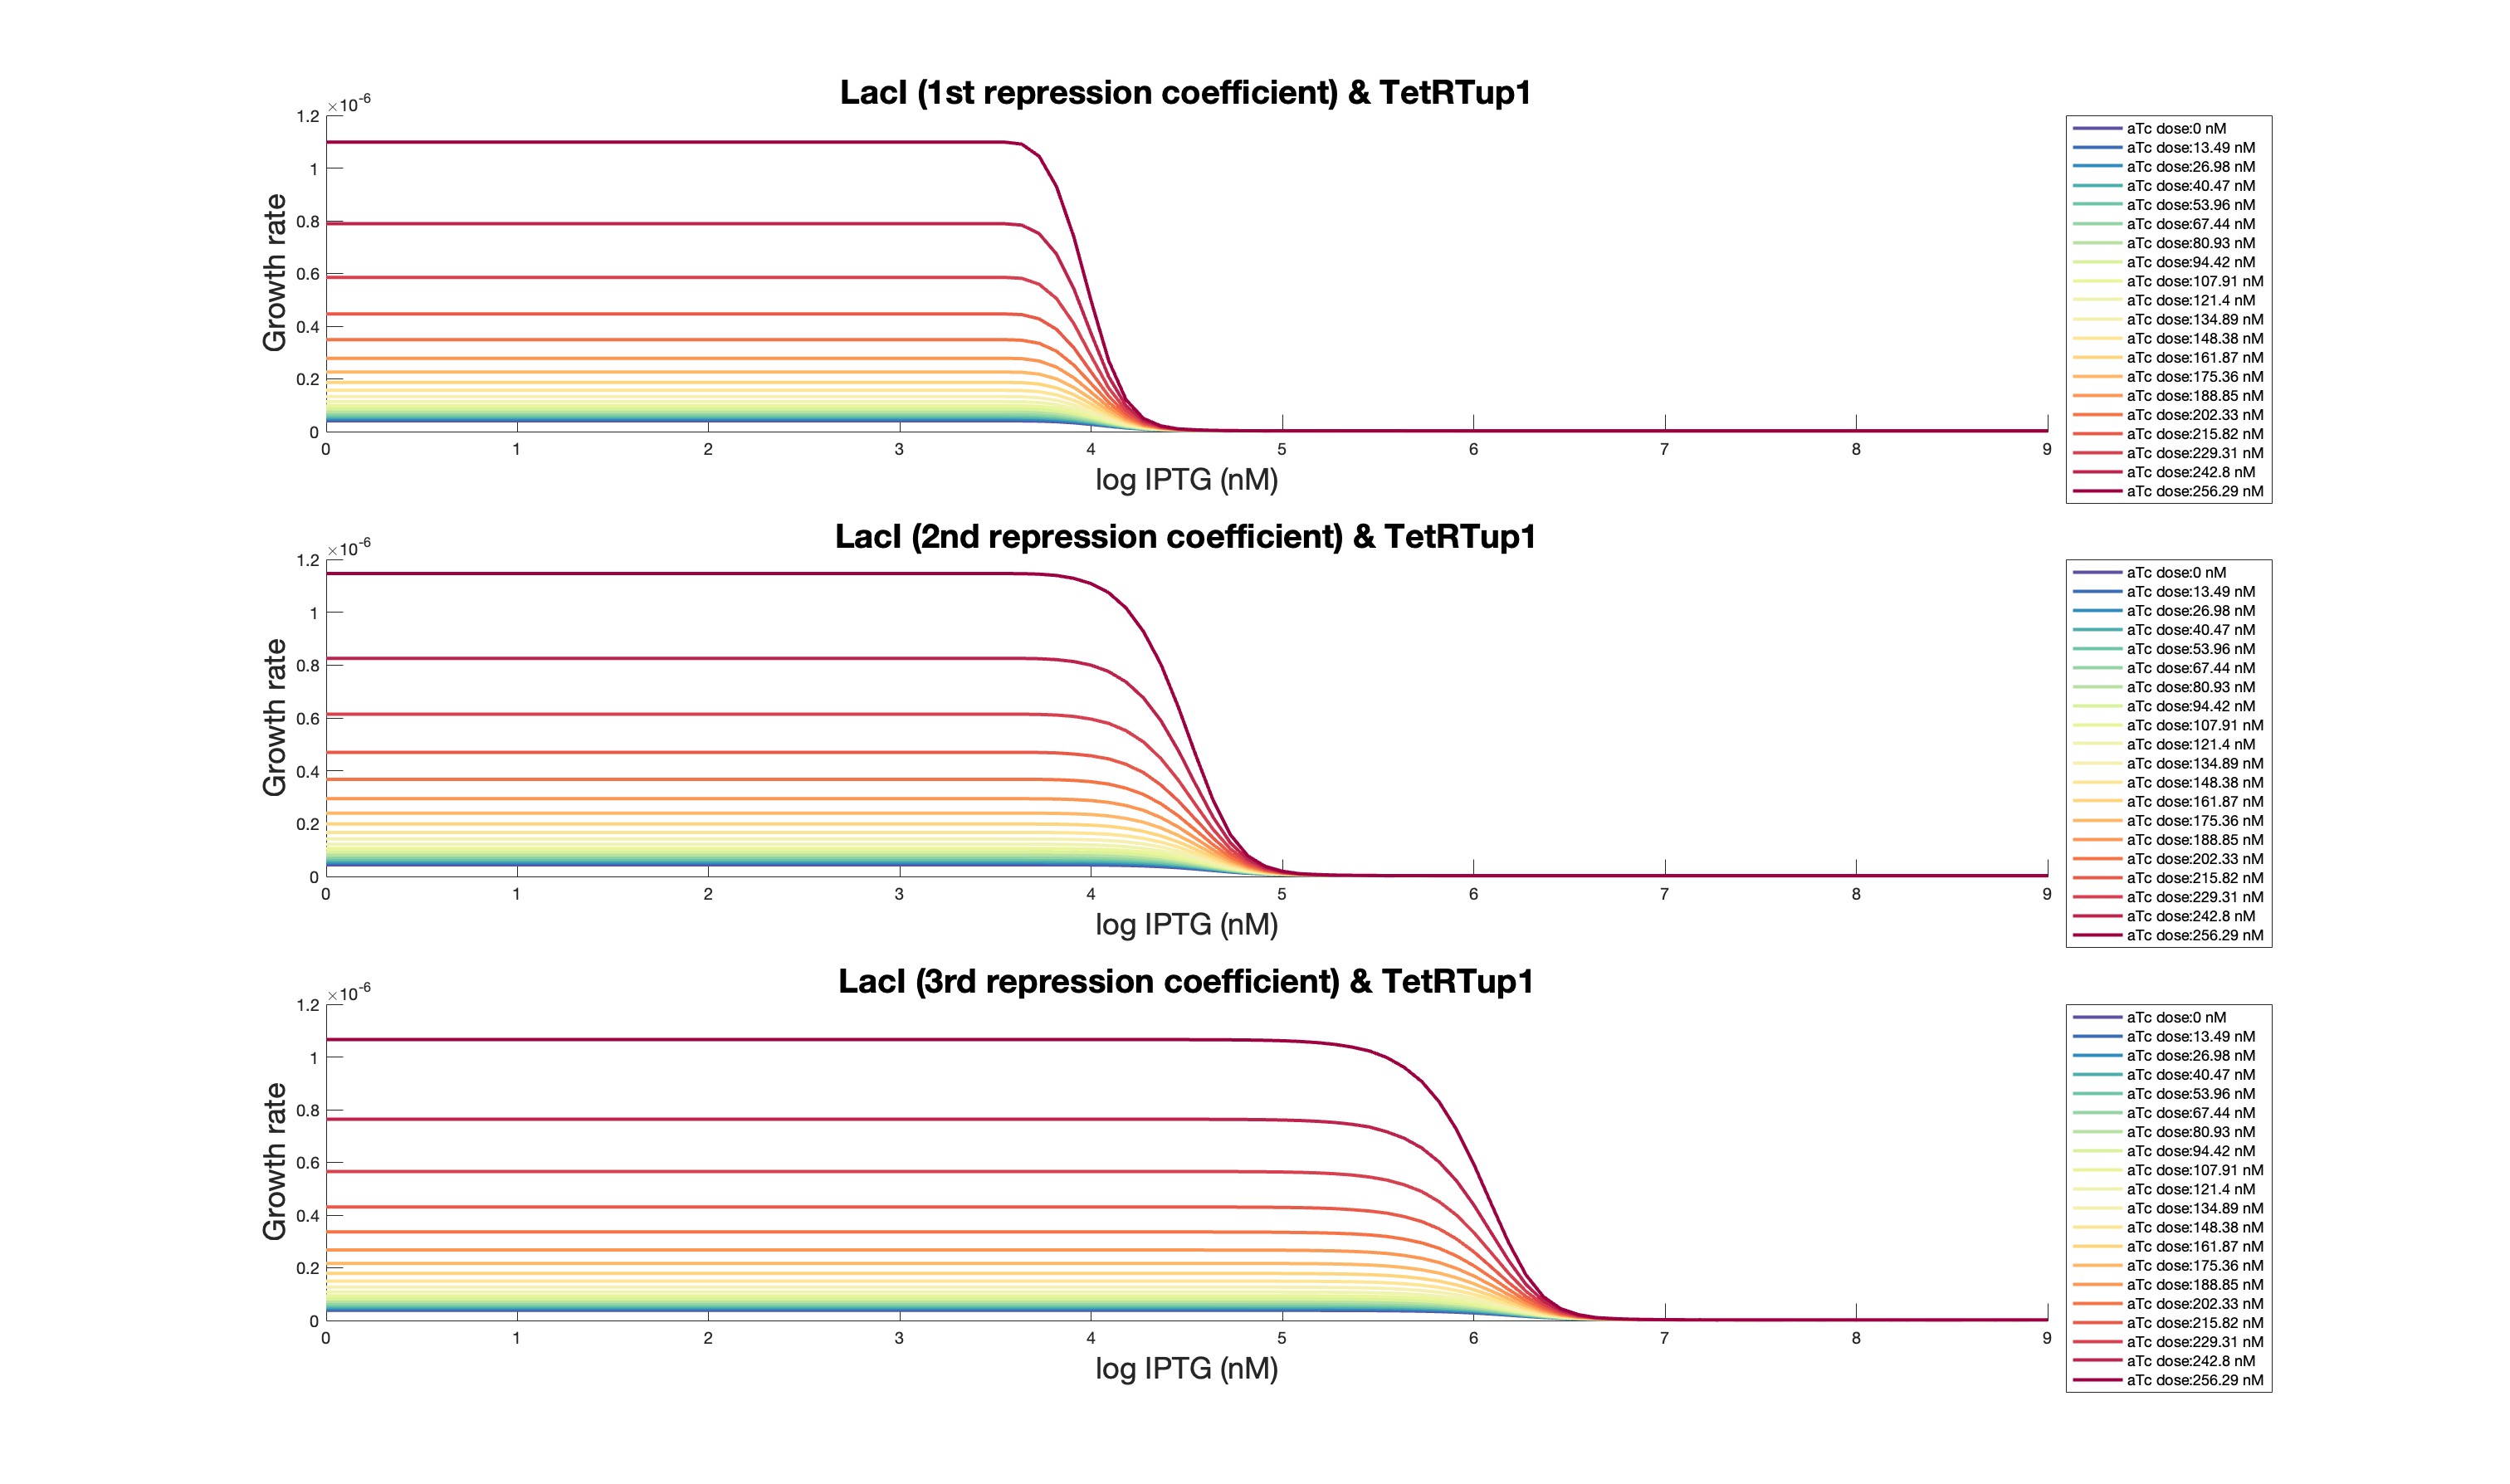 LacI (1st repression coefficient) & TetRTup1
×10-6
1.2
1
0.8
0.6
0.4
0.2
0
Growth rate
0 1 2 3 4 5 6 7 8 9
log IPTG (nM)
aTc dose:0 nM
aTc dose:13.49 nM
aTc dose:26.98 nM
aTc dose:40.47 nM
aTc dose:53.96 nM
aTc dose:67.44 nM
aTc dose:80.93 nM
aTc dose:94.42 nM
aTc dose:107.91 nM
aTc dose:121.4 nM
aTc dose:134.89 nM
aTc dose:148.38 nM
aTc dose:161.87 nM
aTc dose:175.36 nM
aTc dose:188.85 nM
aTc dose:202.33 nM
aTc dose:215.82 nM
aTc dose:229.31 nM
aTc dose:242.8 nM
aTc dose:256.29 nM
LacI (2nd repression coefficient) & TetRTup1
×10-6
1.2
1
0.8
0.6
0.4
0.2
0
Growth rate
0 1 2 3 4 5 6 7 8 9
log IPTG (nM)
aTc dose:0 nM
aTc dose:13.49 nM
aTc dose:26.98 nM
aTc dose:40.47 nM
aTc dose:53.96 nM
aTc dose:67.44 nM
aTc dose:80.93 nM
aTc dose:94.42 nM
aTc dose:107.91 nM
aTc dose:121.4 nM
aTc dose:134.89 nM
aTc dose:148.38 nM
aTc dose:161.87 nM
aTc dose:175.36 nM
aTc dose:188.85 nM
aTc dose:202.33 nM
aTc dose:215.82 nM
aTc dose:229.31 nM
aTc dose:242.8 nM
aTc dose:256.29 nM
LacI (3rd repression coefficient) & TetRTup1
×10-6
1.2
1
0.8
0.6
0.4
0.2
0
Growth rate
0 1 2 3 4 5 6 7 8 9
log IPTG (nM)
aTc dose:0 nM
aTc dose:13.49 nM
aTc dose:26.98 nM
aTc dose:40.47 nM
aTc dose:53.96 nM
aTc dose:67.44 nM
aTc dose:80.93 nM
aTc dose:94.42 nM
aTc dose:107.91 nM
aTc dose:121.4 nM
aTc dose:134.89 nM
aTc dose:148.38 nM
aTc dose:161.87 nM
aTc dose:175.36 nM
aTc dose:188.85 nM
aTc dose:202.33 nM
aTc dose:215.82 nM
aTc dose:229.31 nM
aTc dose:242.8 nM
aTc dose:256.29 nM